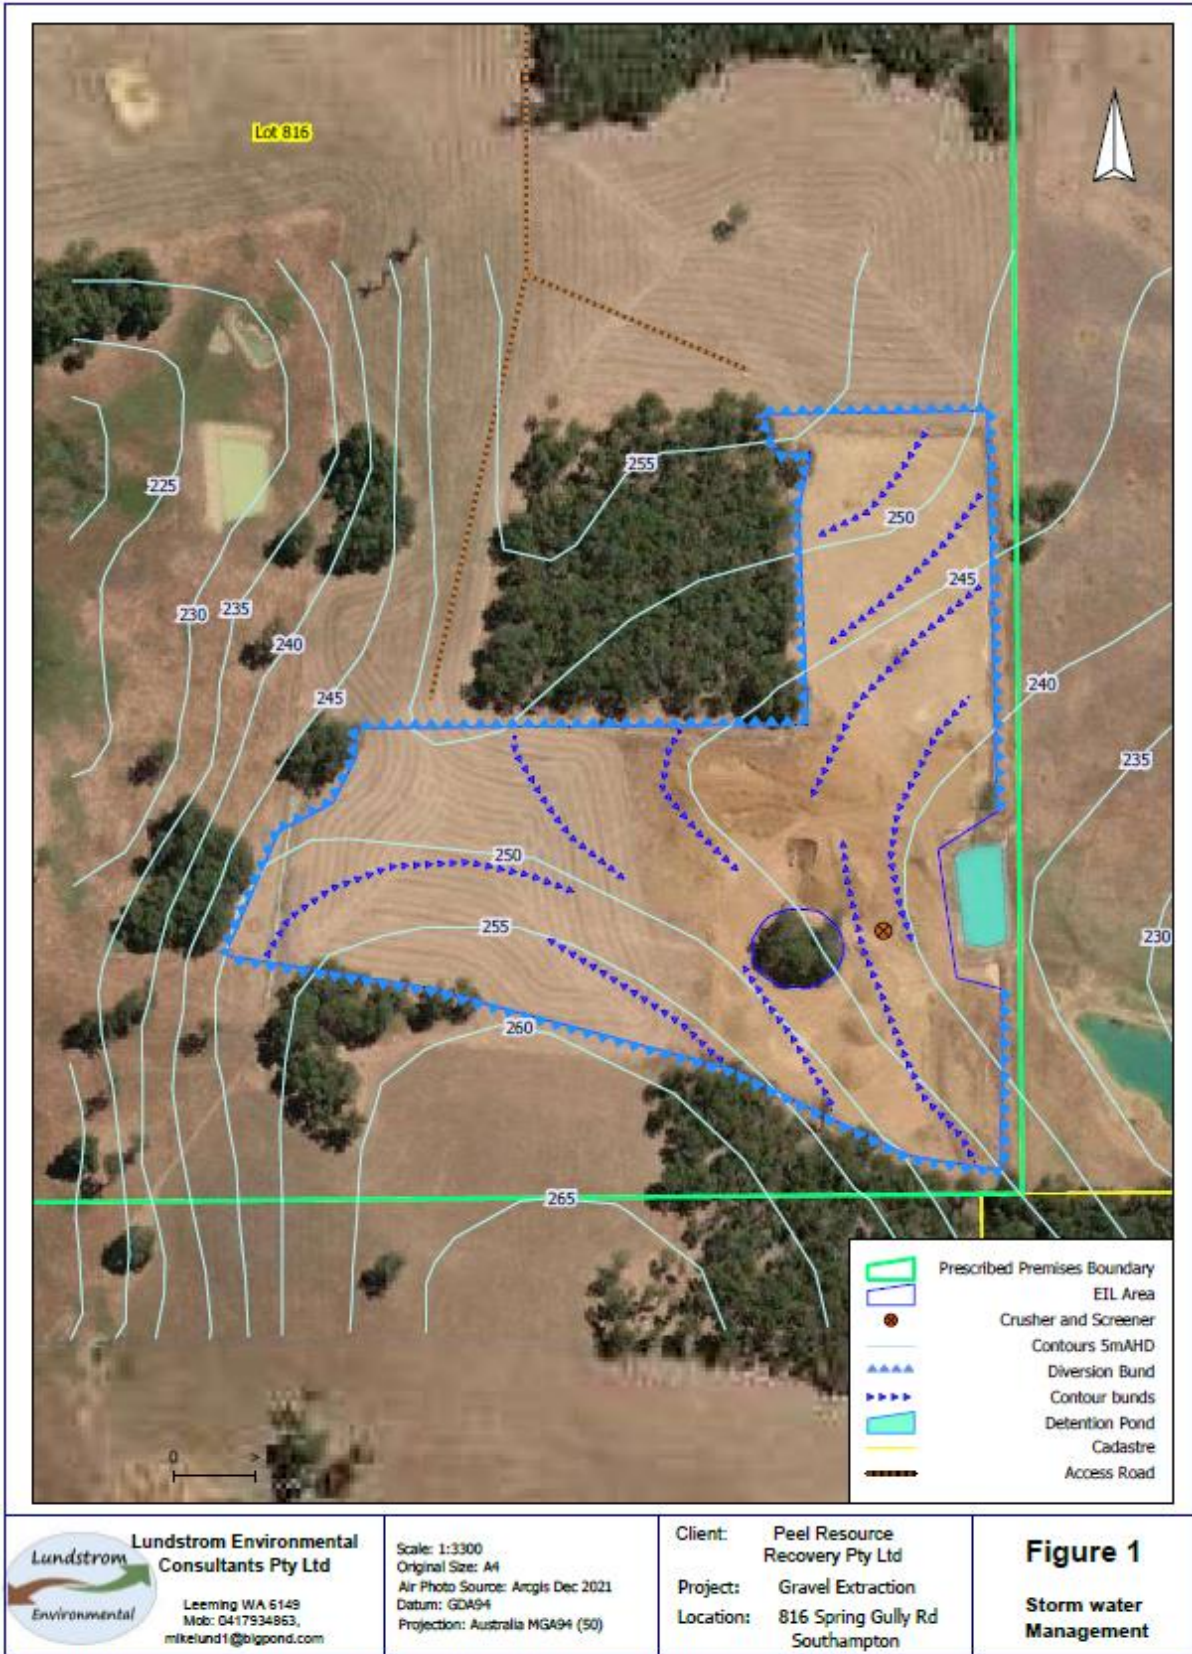 Lot 816
255
225
250
245
230
235
240
245
240
235
250
255
230
260
265
Prescribed Premises Boundary
EIL Area
Crusher and Screener
Contours 5mAHD
Diversion Bund
Contour bunds
Detention Pond
Cadastre
Access Road
0
Lundstrom
Environmental
Lundstrom Environmental
Consultants Pty Ltd
Leeming WA 6149
Mob: 0417934863,
mikelund1@bigpond.com
Scale: 1:3300
Original Size: A4
Air Photo Source: Arcgis Dec 2021
Datum: GDA94
Projection: Australia MGA94 (50)
Client: Peel Resource
Recovery Pty Ltd
Project: Gravel Extraction
Location: 816 Spring Gully Rd
Southampton
Figure 1
Storm water
Management